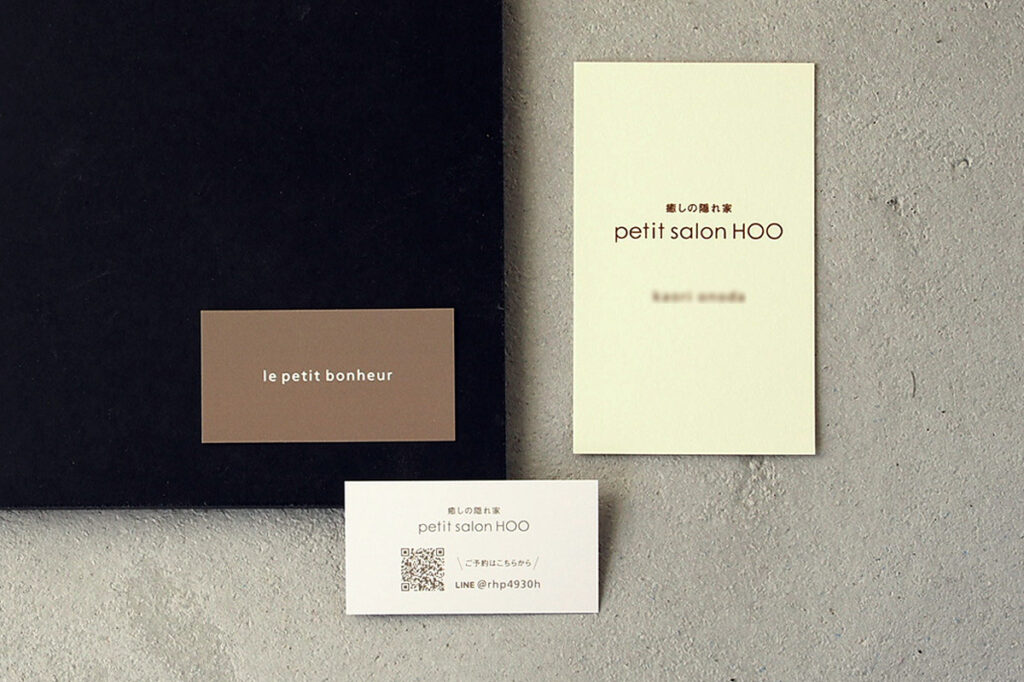 癒しの隠れ家
petit salon HOO
le petit bonheur
癒しの隠れ家
petit salon HOO
\ご予約はこちらから/
LINE @rhp4930h